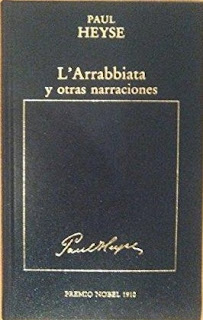 PAUL
HEYSE
L'Arrabbiata
y otras narraciones
Paul Heyse
PREMIO NOBEL 1910